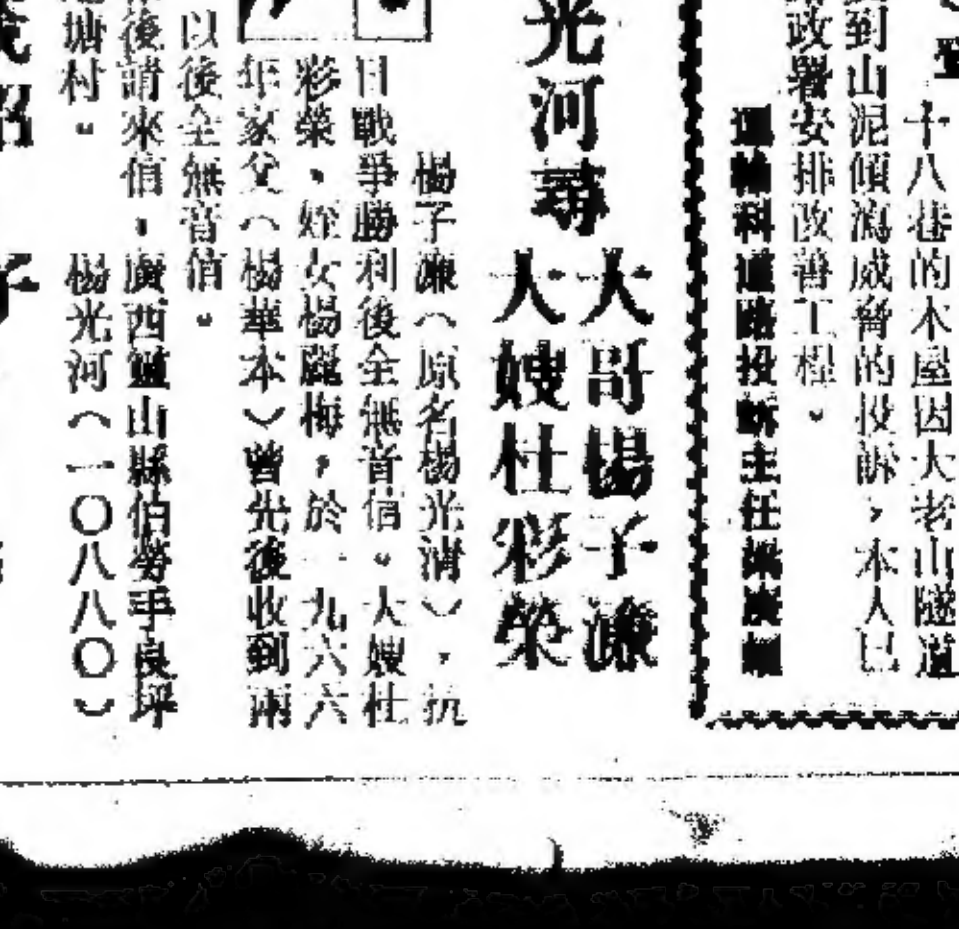 十八巷的木屋因大老山隧道
到山泥傾瀉威脅的投訴,本人已
政署安排改善工程。
運輸科道路投訴主任
光河尋
大哥楊子濂
大嫂杜彩榮
楊子濂(原名楊光清),抗
日戰爭勝利後全無音信。大嫂杜
彩榮、姪女楊麗梅,於一九六六
年家父(楊華本)曾先後收到兩
以後全無音信。
後請來信,廣西靈山縣伯勞手良坪
塘村。
楊光河(一〇八八〇)